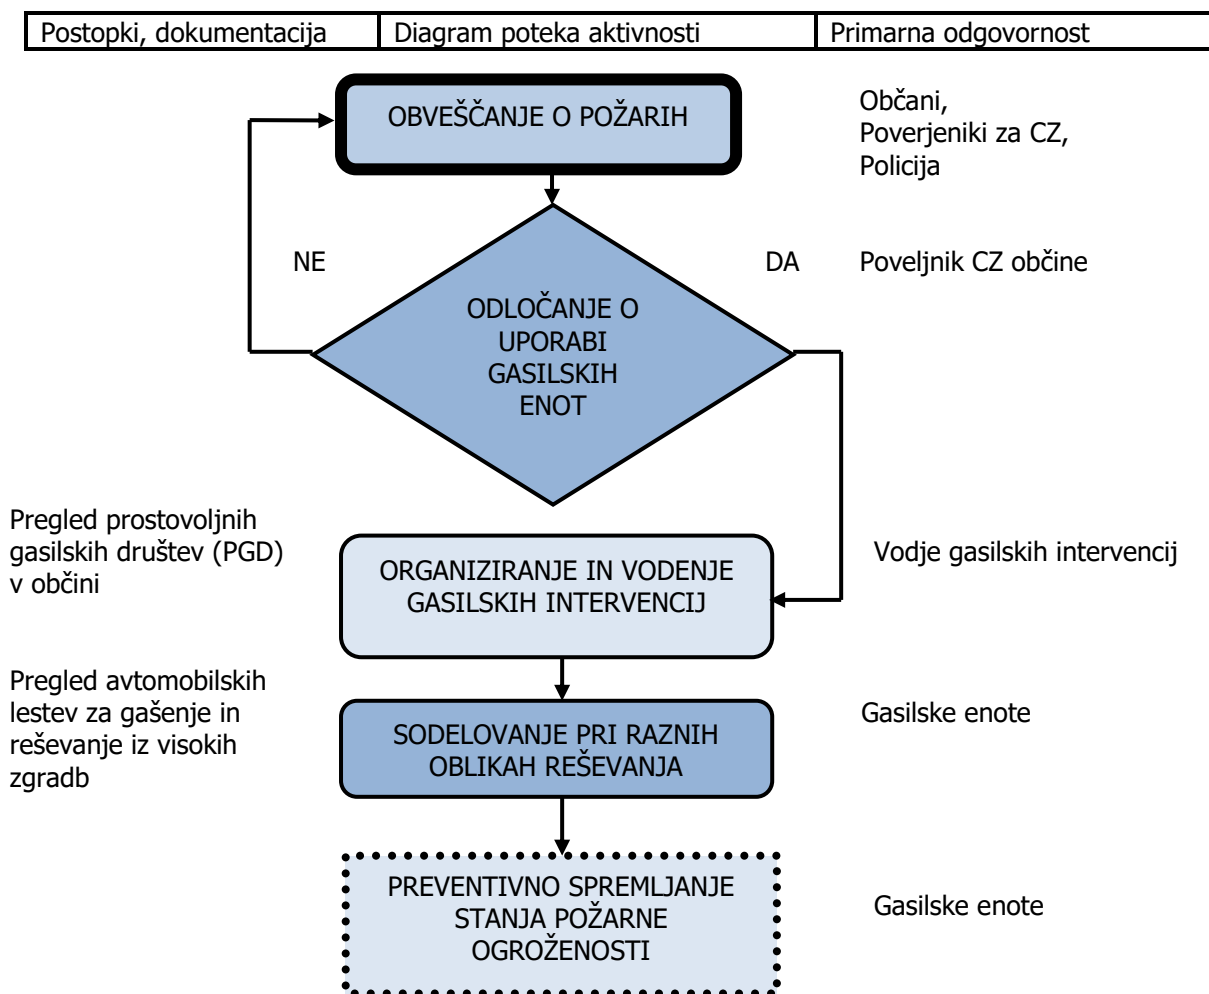 Postopki, dokumentacija
Diagram poteka aktivnosti
Primarna odgovornost
OBVEŠČANJE O POŽARIH
Občani,
Poverjeniki za CZ,
Policija
NE
DA
Poveljnik CZ občine
ODLOČANJE O
UPORABI
GASILSKIH
ENOT
Pregled prostovoljnih
gasilskih društev (PGD)
v občini
ORGANIZIRANJE IN VODENJE
GASILSKIH INTERVENCIJ
Vodje gasilskih intervencij
Pregled avtomobilskih
lestev za gašenje in
reševanje iz visokih
zgradb
SODELOVANJE PRI RAZNIH
OBLIKAH REŠEVANJA
Gasilske enote
PREVENTIVNO SPREMLJANJE
STANJA POŽARNE
OGROŽENOSTI
Gasilske enote